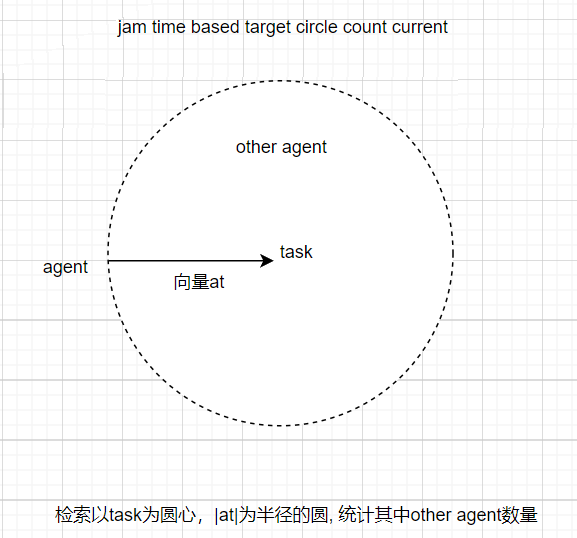 jam time based target circle count current
other agent
task
agent
向量at
检索以task为圆心，|at|为半径的圆, 统计其中other agent数量